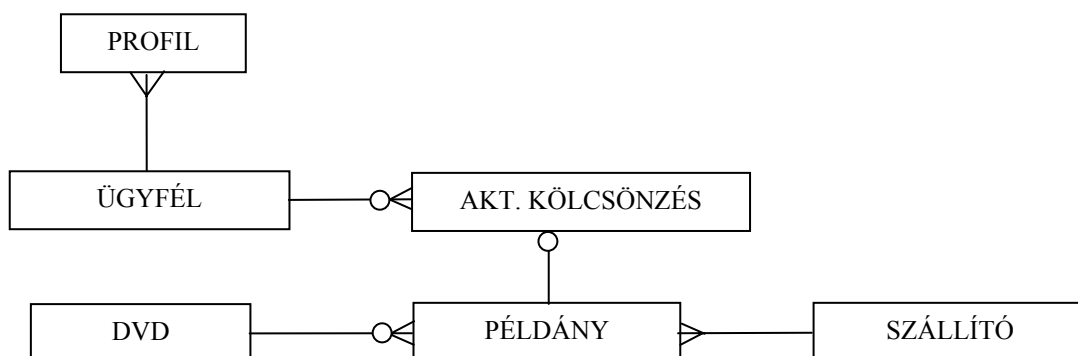 PROFIL
ÜGYFÉL
AKT. KÖLCSÖNZÉS
DVD
PÉLDÁNY
SZÁLLÍTÓ